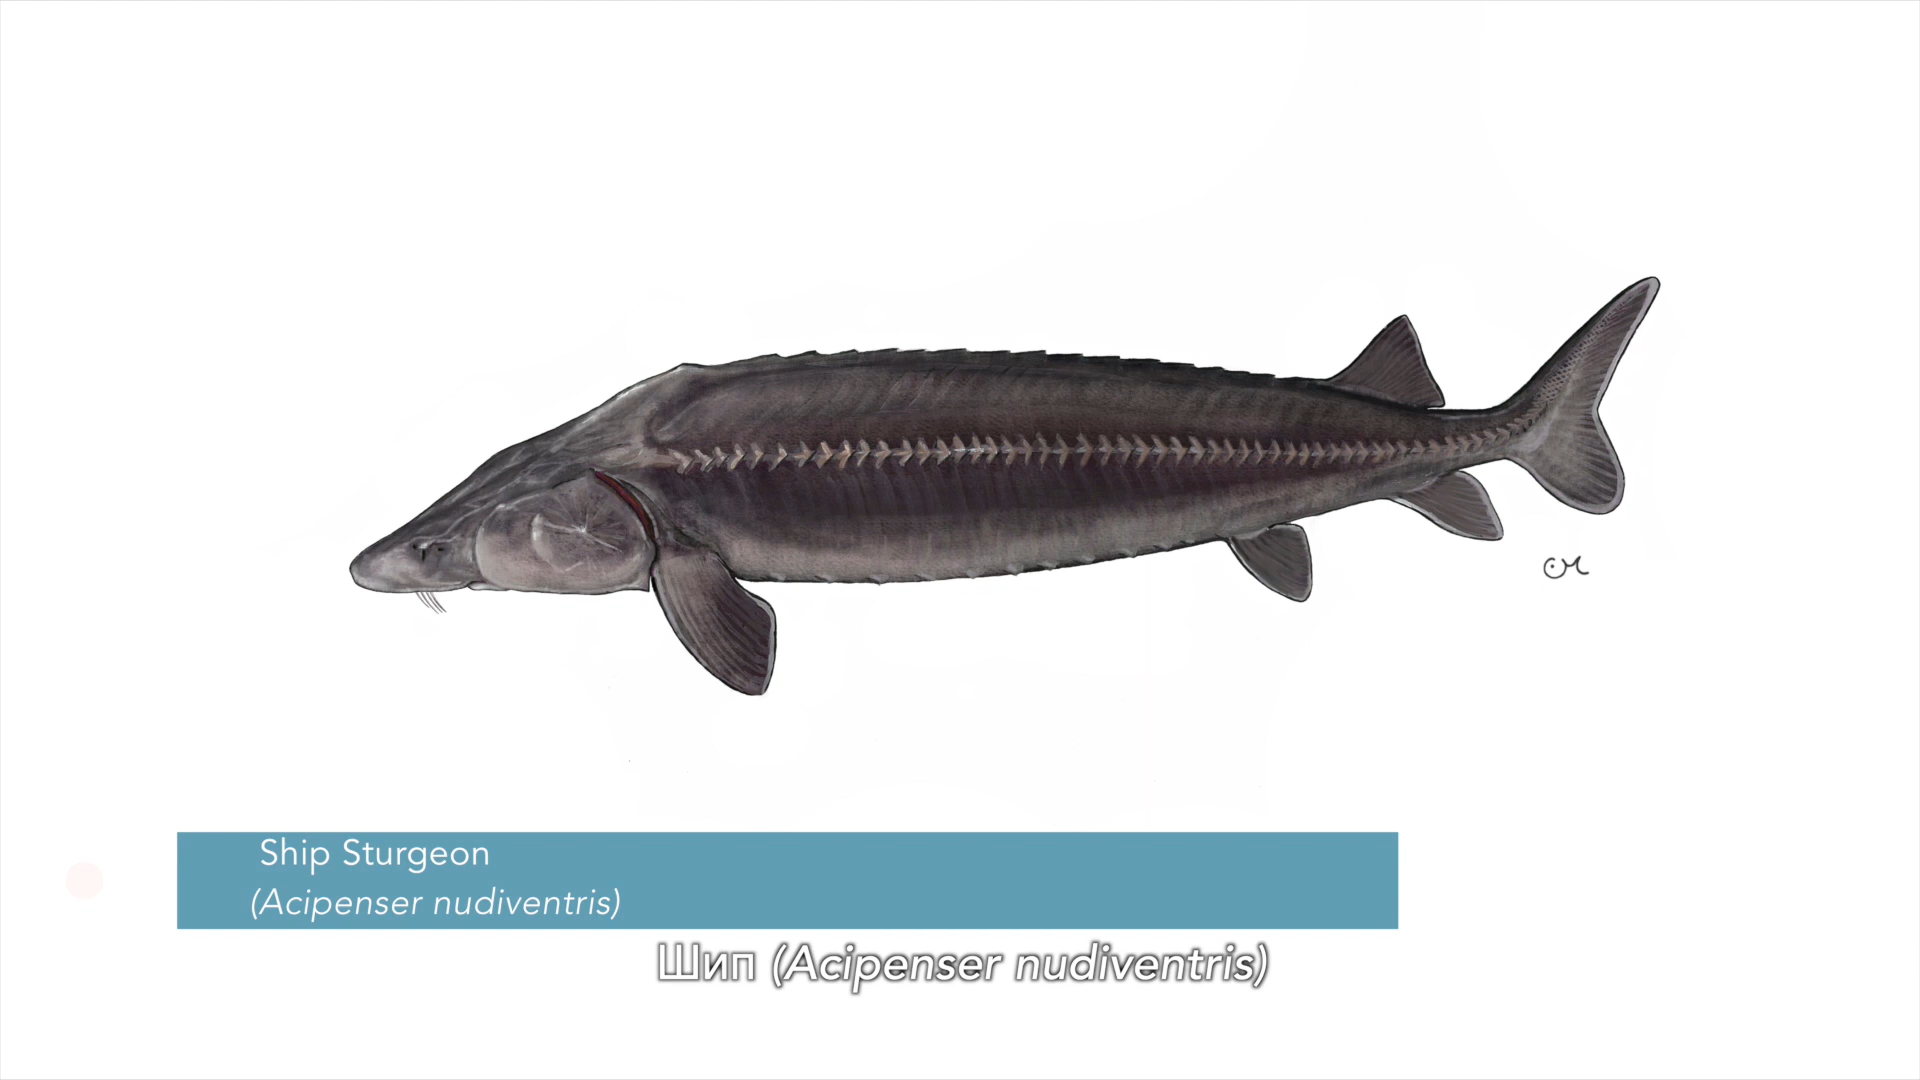 Ship Sturgeon
(Acipenser nudiventris)
Шип (Acipenser nudiventris)